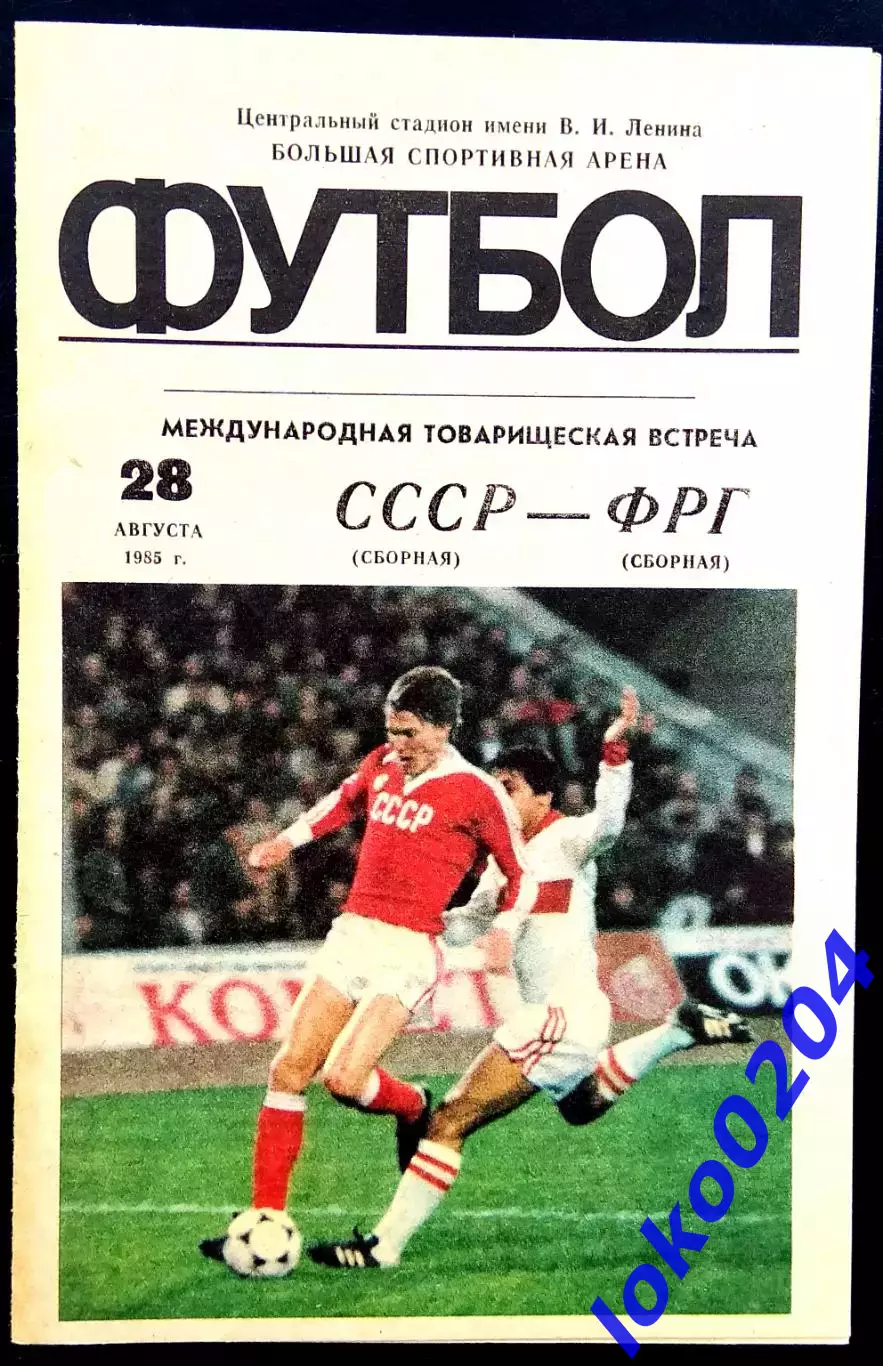 Центральный стадион имени В. И. Ленина
БОЛЬШАЯ СПОРТИВНАЯ АРЕНА
ФУТБОЛ
МЕЖДУНАРОДНАЯ ТОВАРИЩЕСКАЯ ВСТРЕЧА
28
АВГУСТА
1985 г.
СССР — ФРГ
(СБОРНАЯ) (СБОРНАЯ)
СССР
loko0204